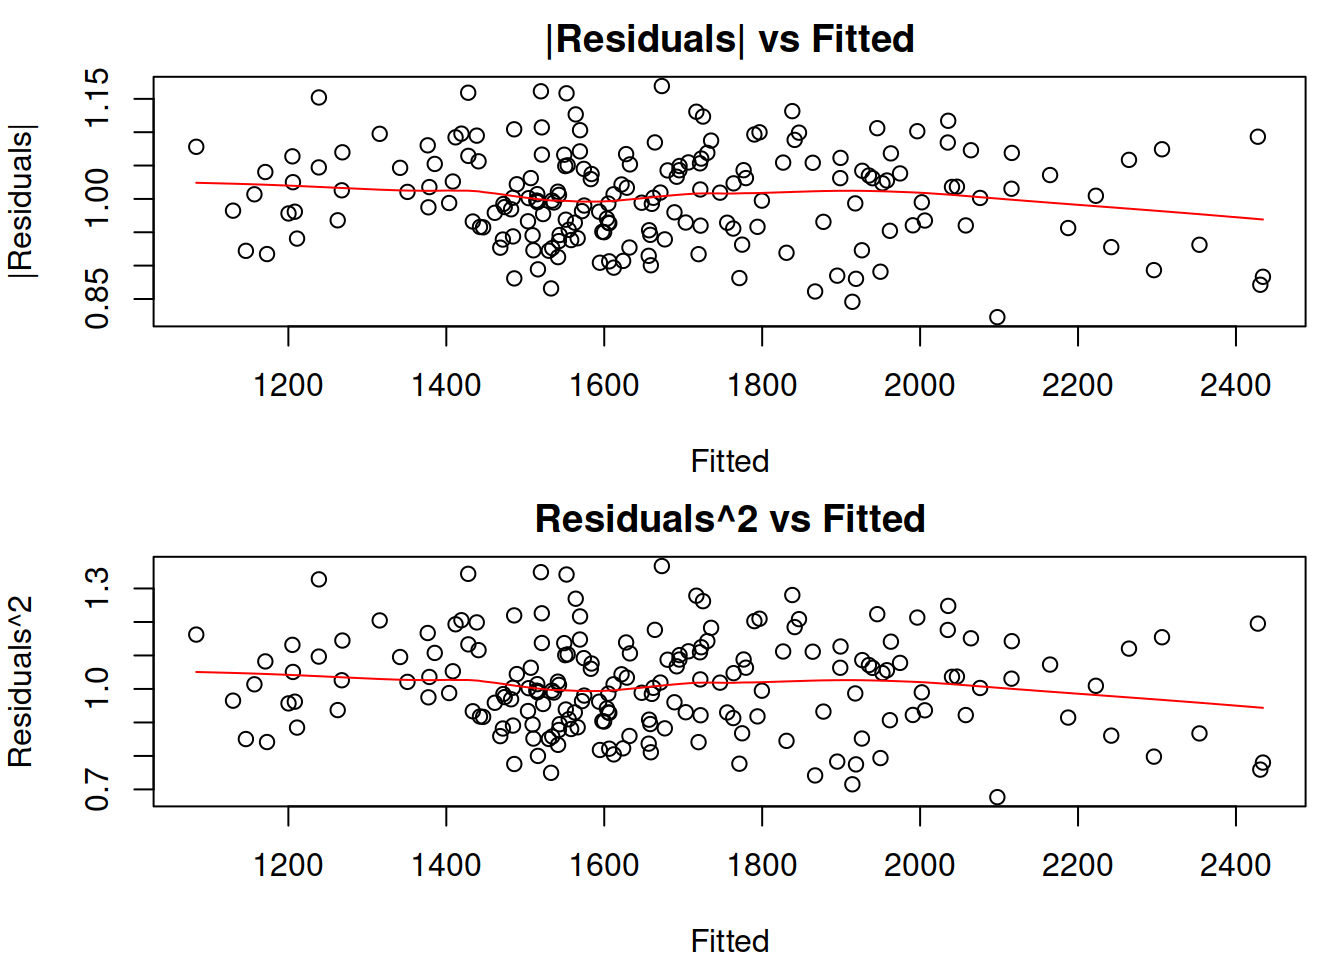 |Residuals| vs Fitted
|Residuals|
1.15
1.00
0.85
1200 1400 1600 1800 2000 2200 2400
Fitted
Residuals^2 vs Fitted
Residuals^2
1.3
1.0
0.7
1200 1400 1600 1800 2000 2200 2400
Fitted